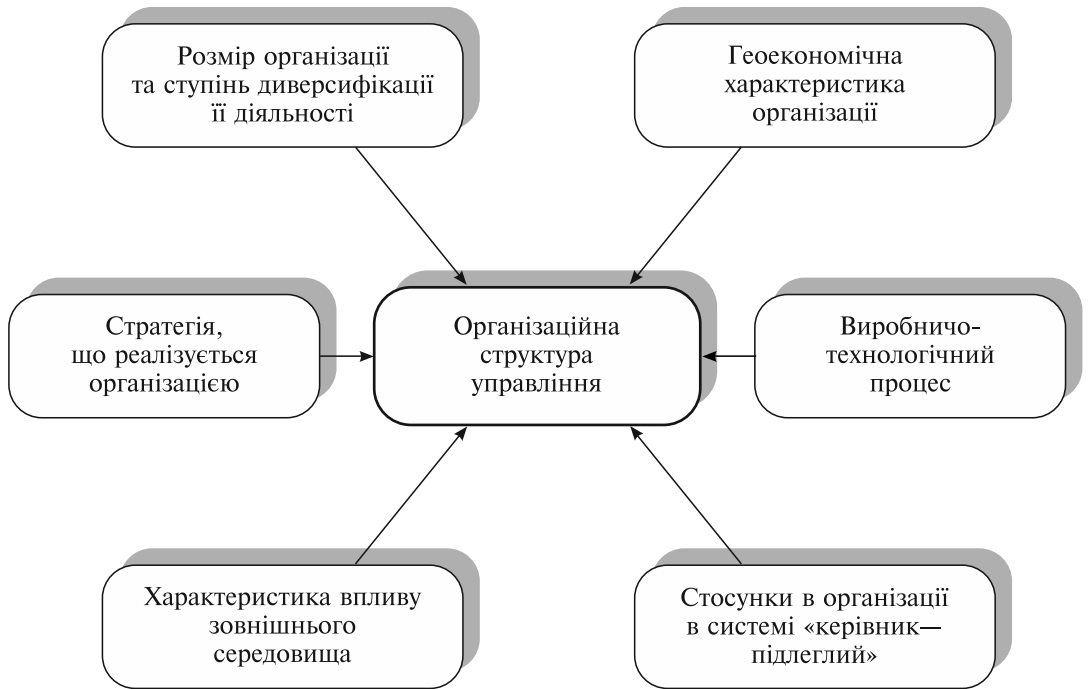 Розмір організації
та ступінь диверсифікації
її діяльності
Геоекономічна
характеристика
організації
Стратегія,
що реалізується
організацією
Організаційна
структура
управління
Виробничо-
технологічний
процес
Характеристика впливу
зовнішнього
середовища
Стосунки в організації
в системі «керівник—
підлеглий»